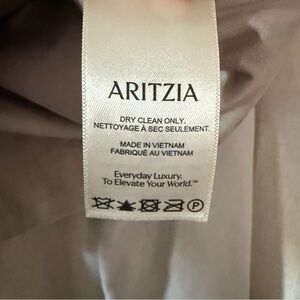 ARITZIA
DRY CLEAN ONLY.
NETTOYAGE À SEC SEULEMENT.
MADE IN VIETNAM
FABRIQUÉ AU VIETNAM
Everyday Luxury.
To Elevate Your World.™
P